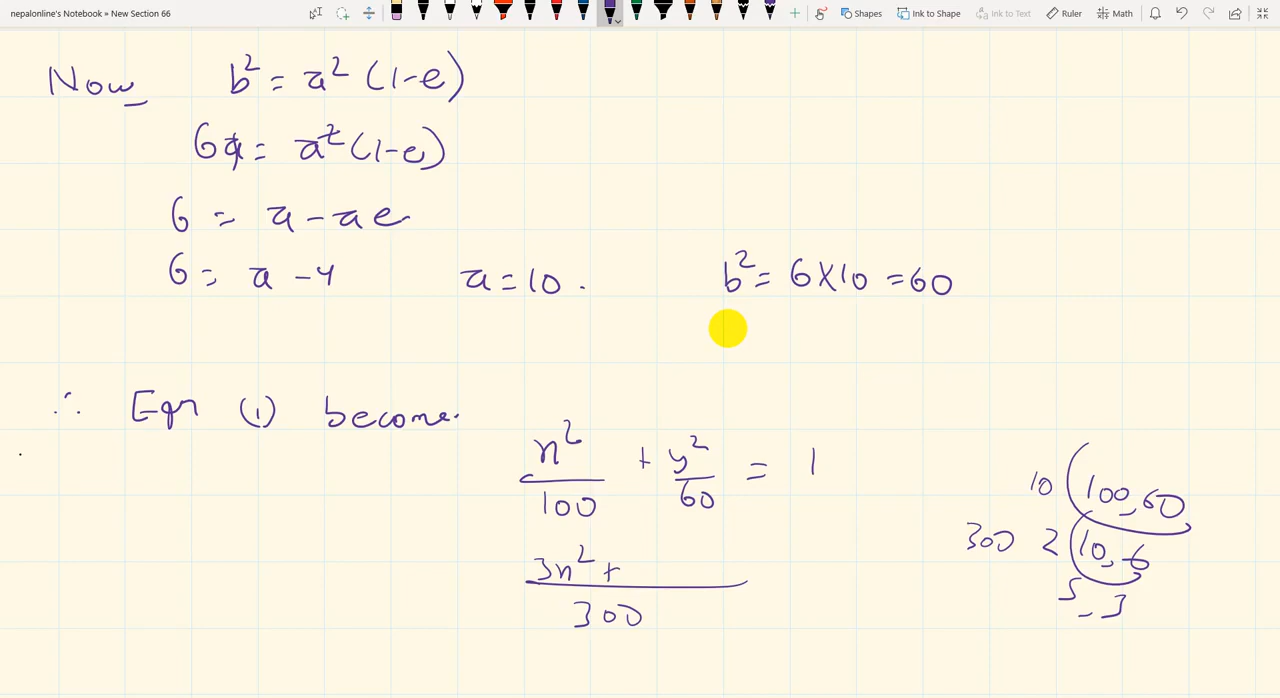 nepalonline's Notebook » New Section 66
Ink to Shape
Shapes
Ink to Text
Ruler
Math
Now b² = a² (1-e)
6a = a² (1-e)
6 = a - ae
6 = a - 4 a = 10 . b² = 6 X 10 = 60
∴ Eqn (1) become.
x²/100 + y²/60 = 1
3x² + / 300
10 (100, 60
300 2 (10, 6
5, 3